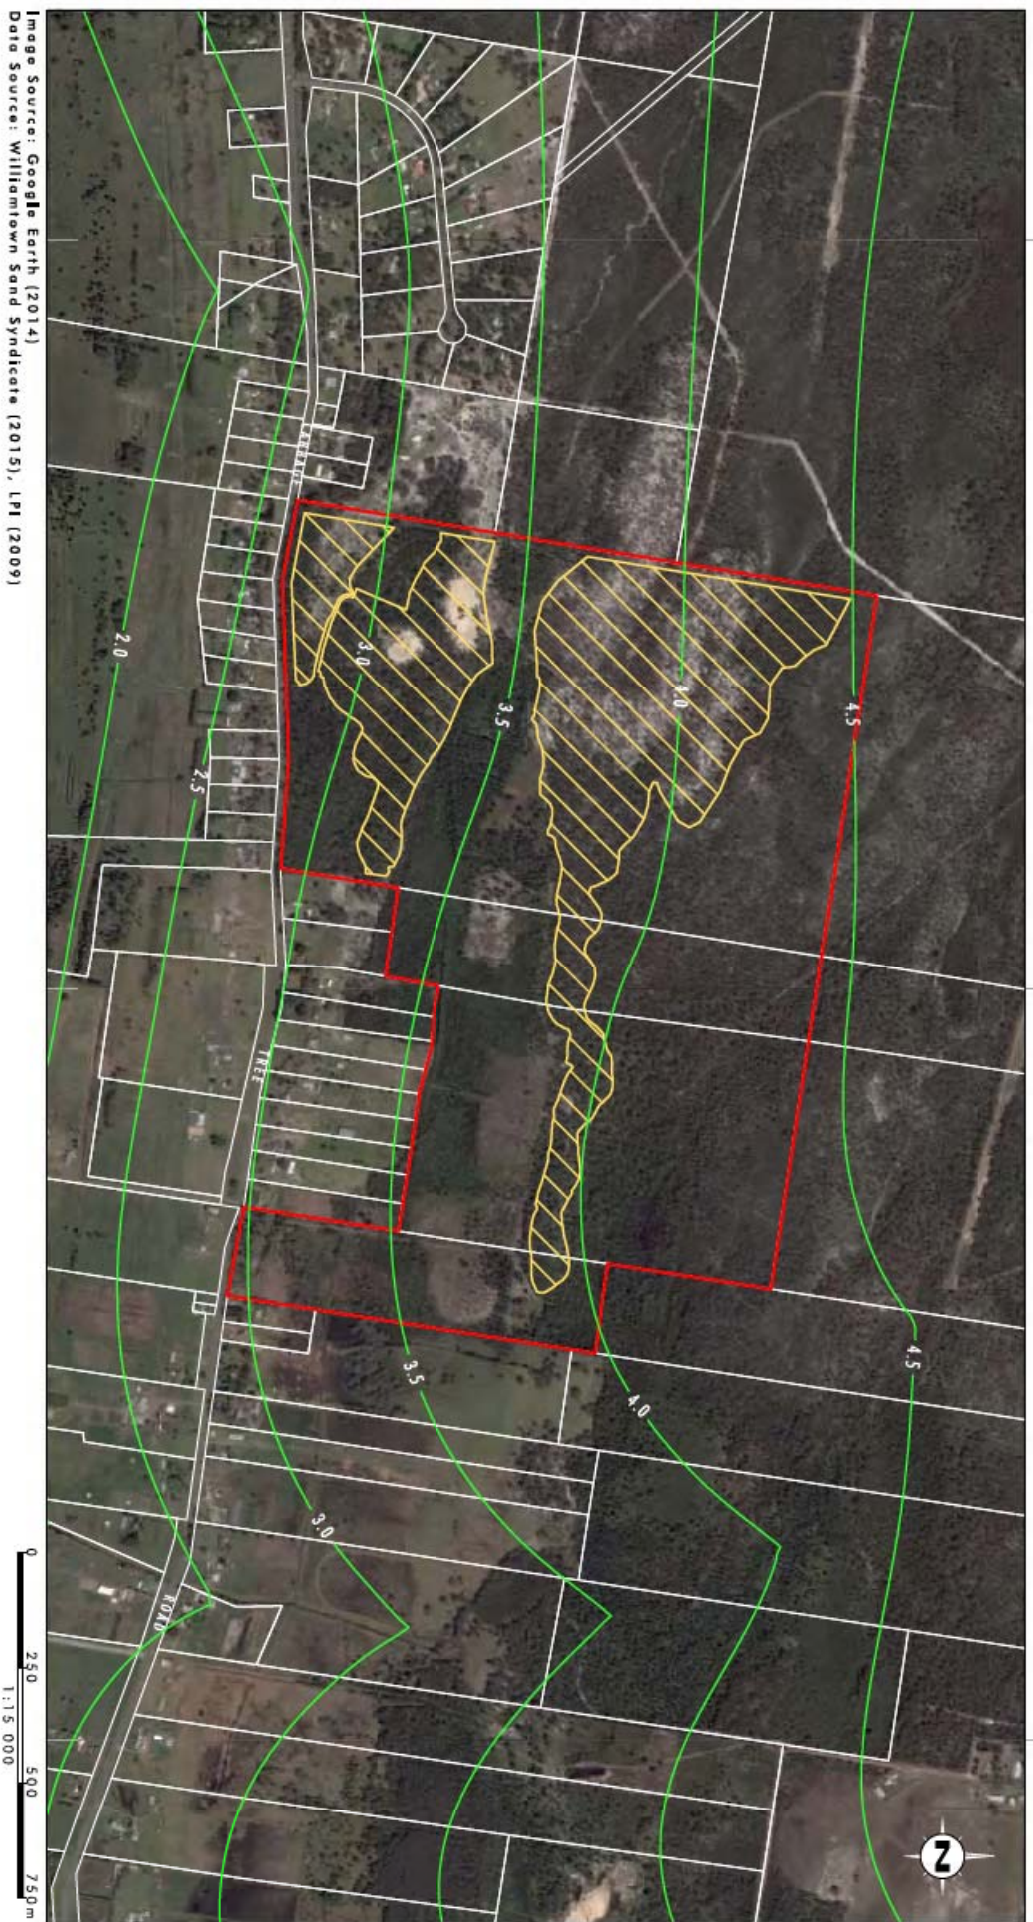 Image Source: Google Earth (2014)
Data Source: Williamtown Sand Syndicate (2015), LPI (2009)
4.5
4.5
4.0
4.0
3.5
3.5
3.0
3.0
2.5
2.0
TREE
ROAD
N
0 250 500 750m
1:15 000